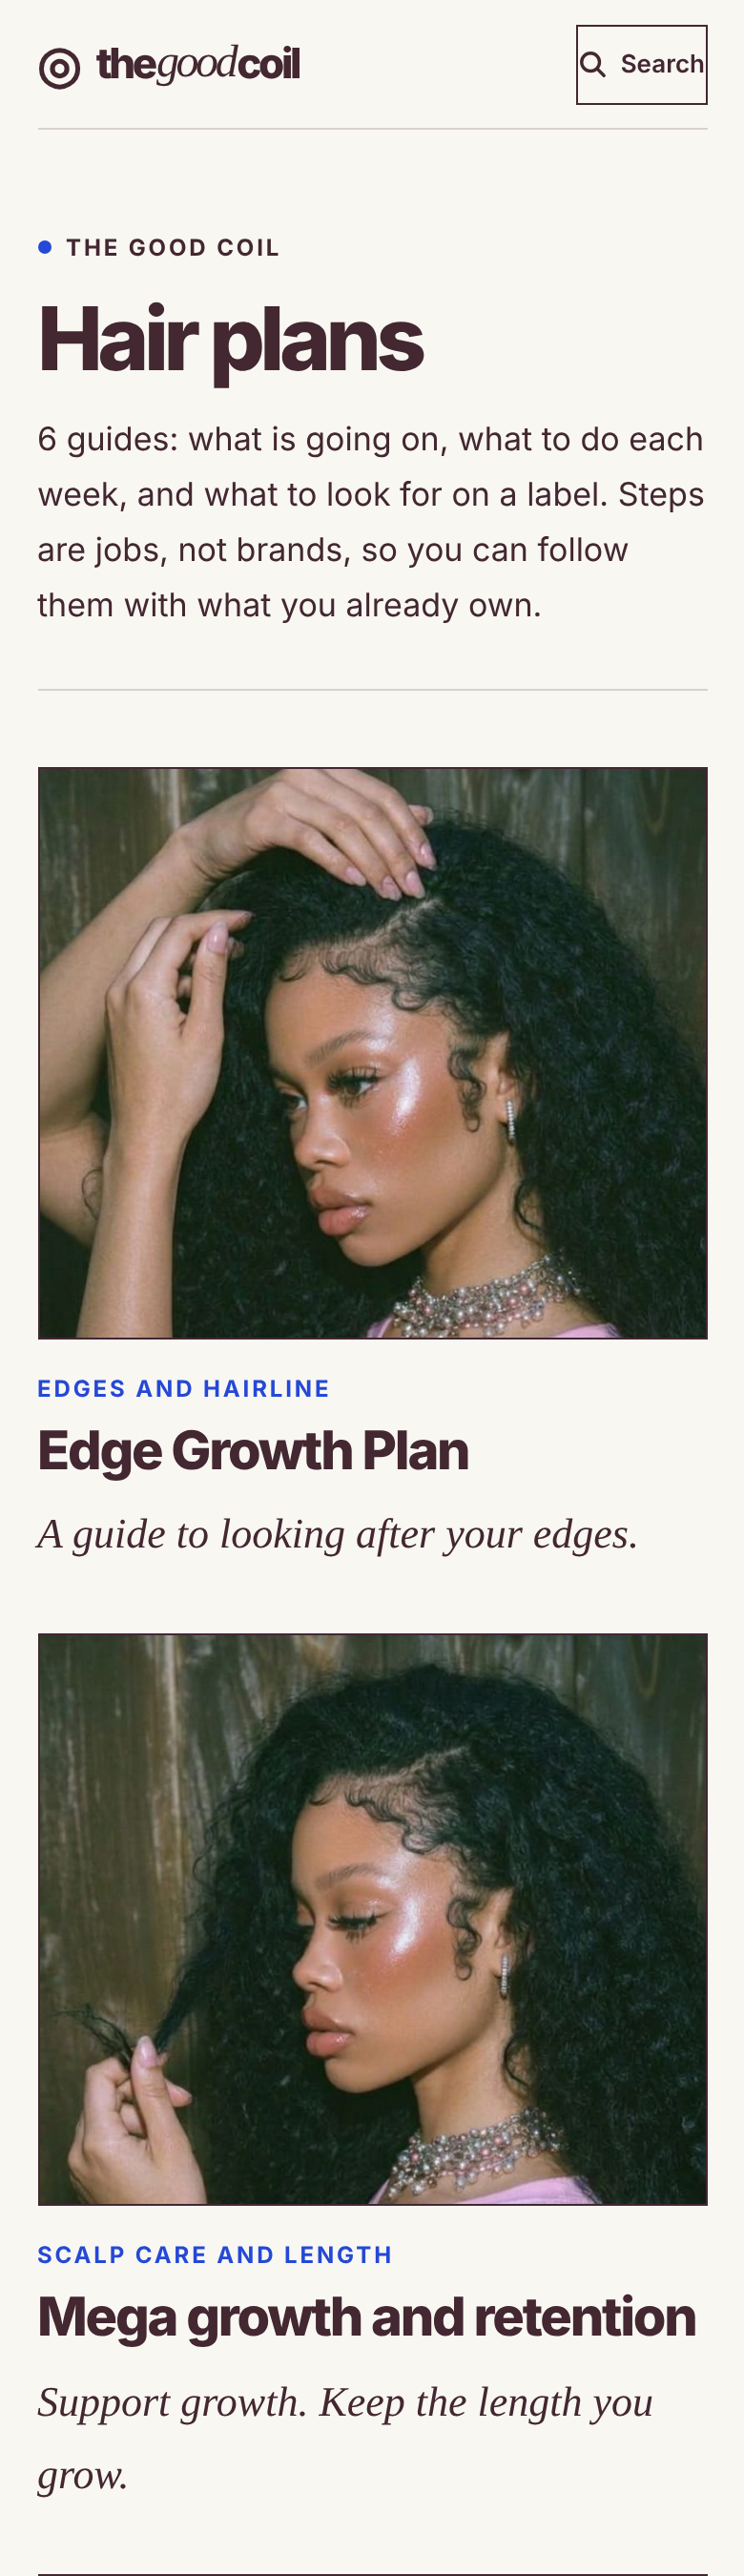 thegoodcoil
Search
THE GOOD COIL
Hair plans
6 guides: what is going on, what to do each
week, and what to look for on a label. Steps
are jobs, not brands, so you can follow
them with what you already own.
EDGES AND HAIRLINE
Edge Growth Plan
A guide to looking after your edges.
SCALP CARE AND LENGTH
Mega growth and retention
Support growth. Keep the length you
grow.